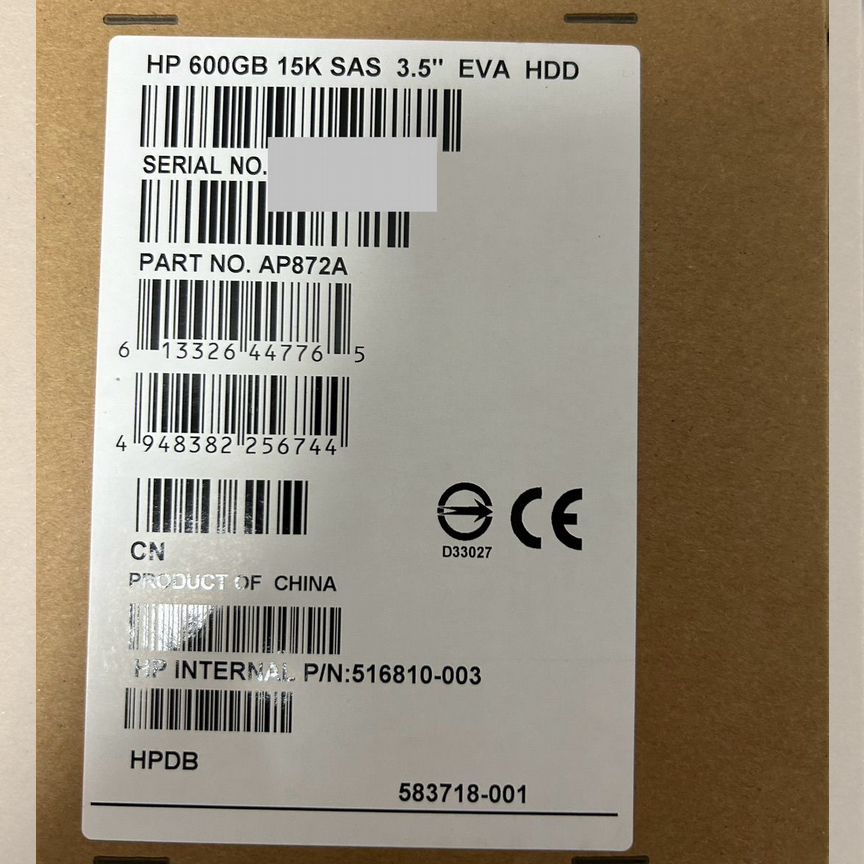 HP 600GB 15K SAS 3.5" EVA HDD
SERIAL NO.
PART NO. AP872A
6 13326 44776 5
4 948382 256744
D33027
CE
CN
PRODUCT OF CHINA
HP INTERNAL P/N:516810-003
HPDB
583718-001